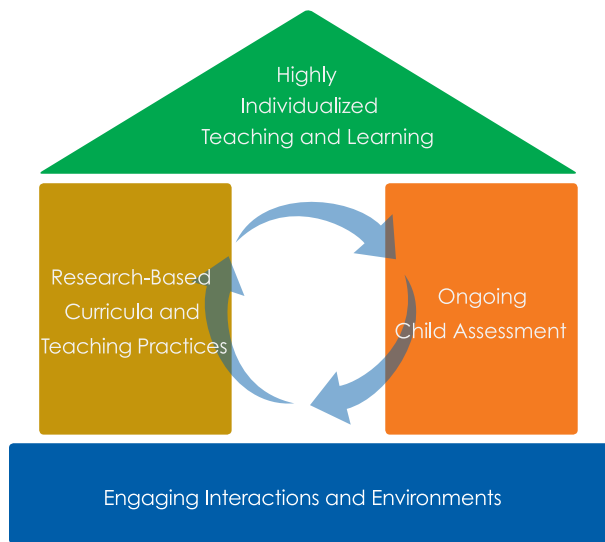 Highly
Individualized
Teaching and Learning
Research-Based
Curricula and
Teaching Practices
Ongoing
Child Assessment
Engaging Interactions and Environments